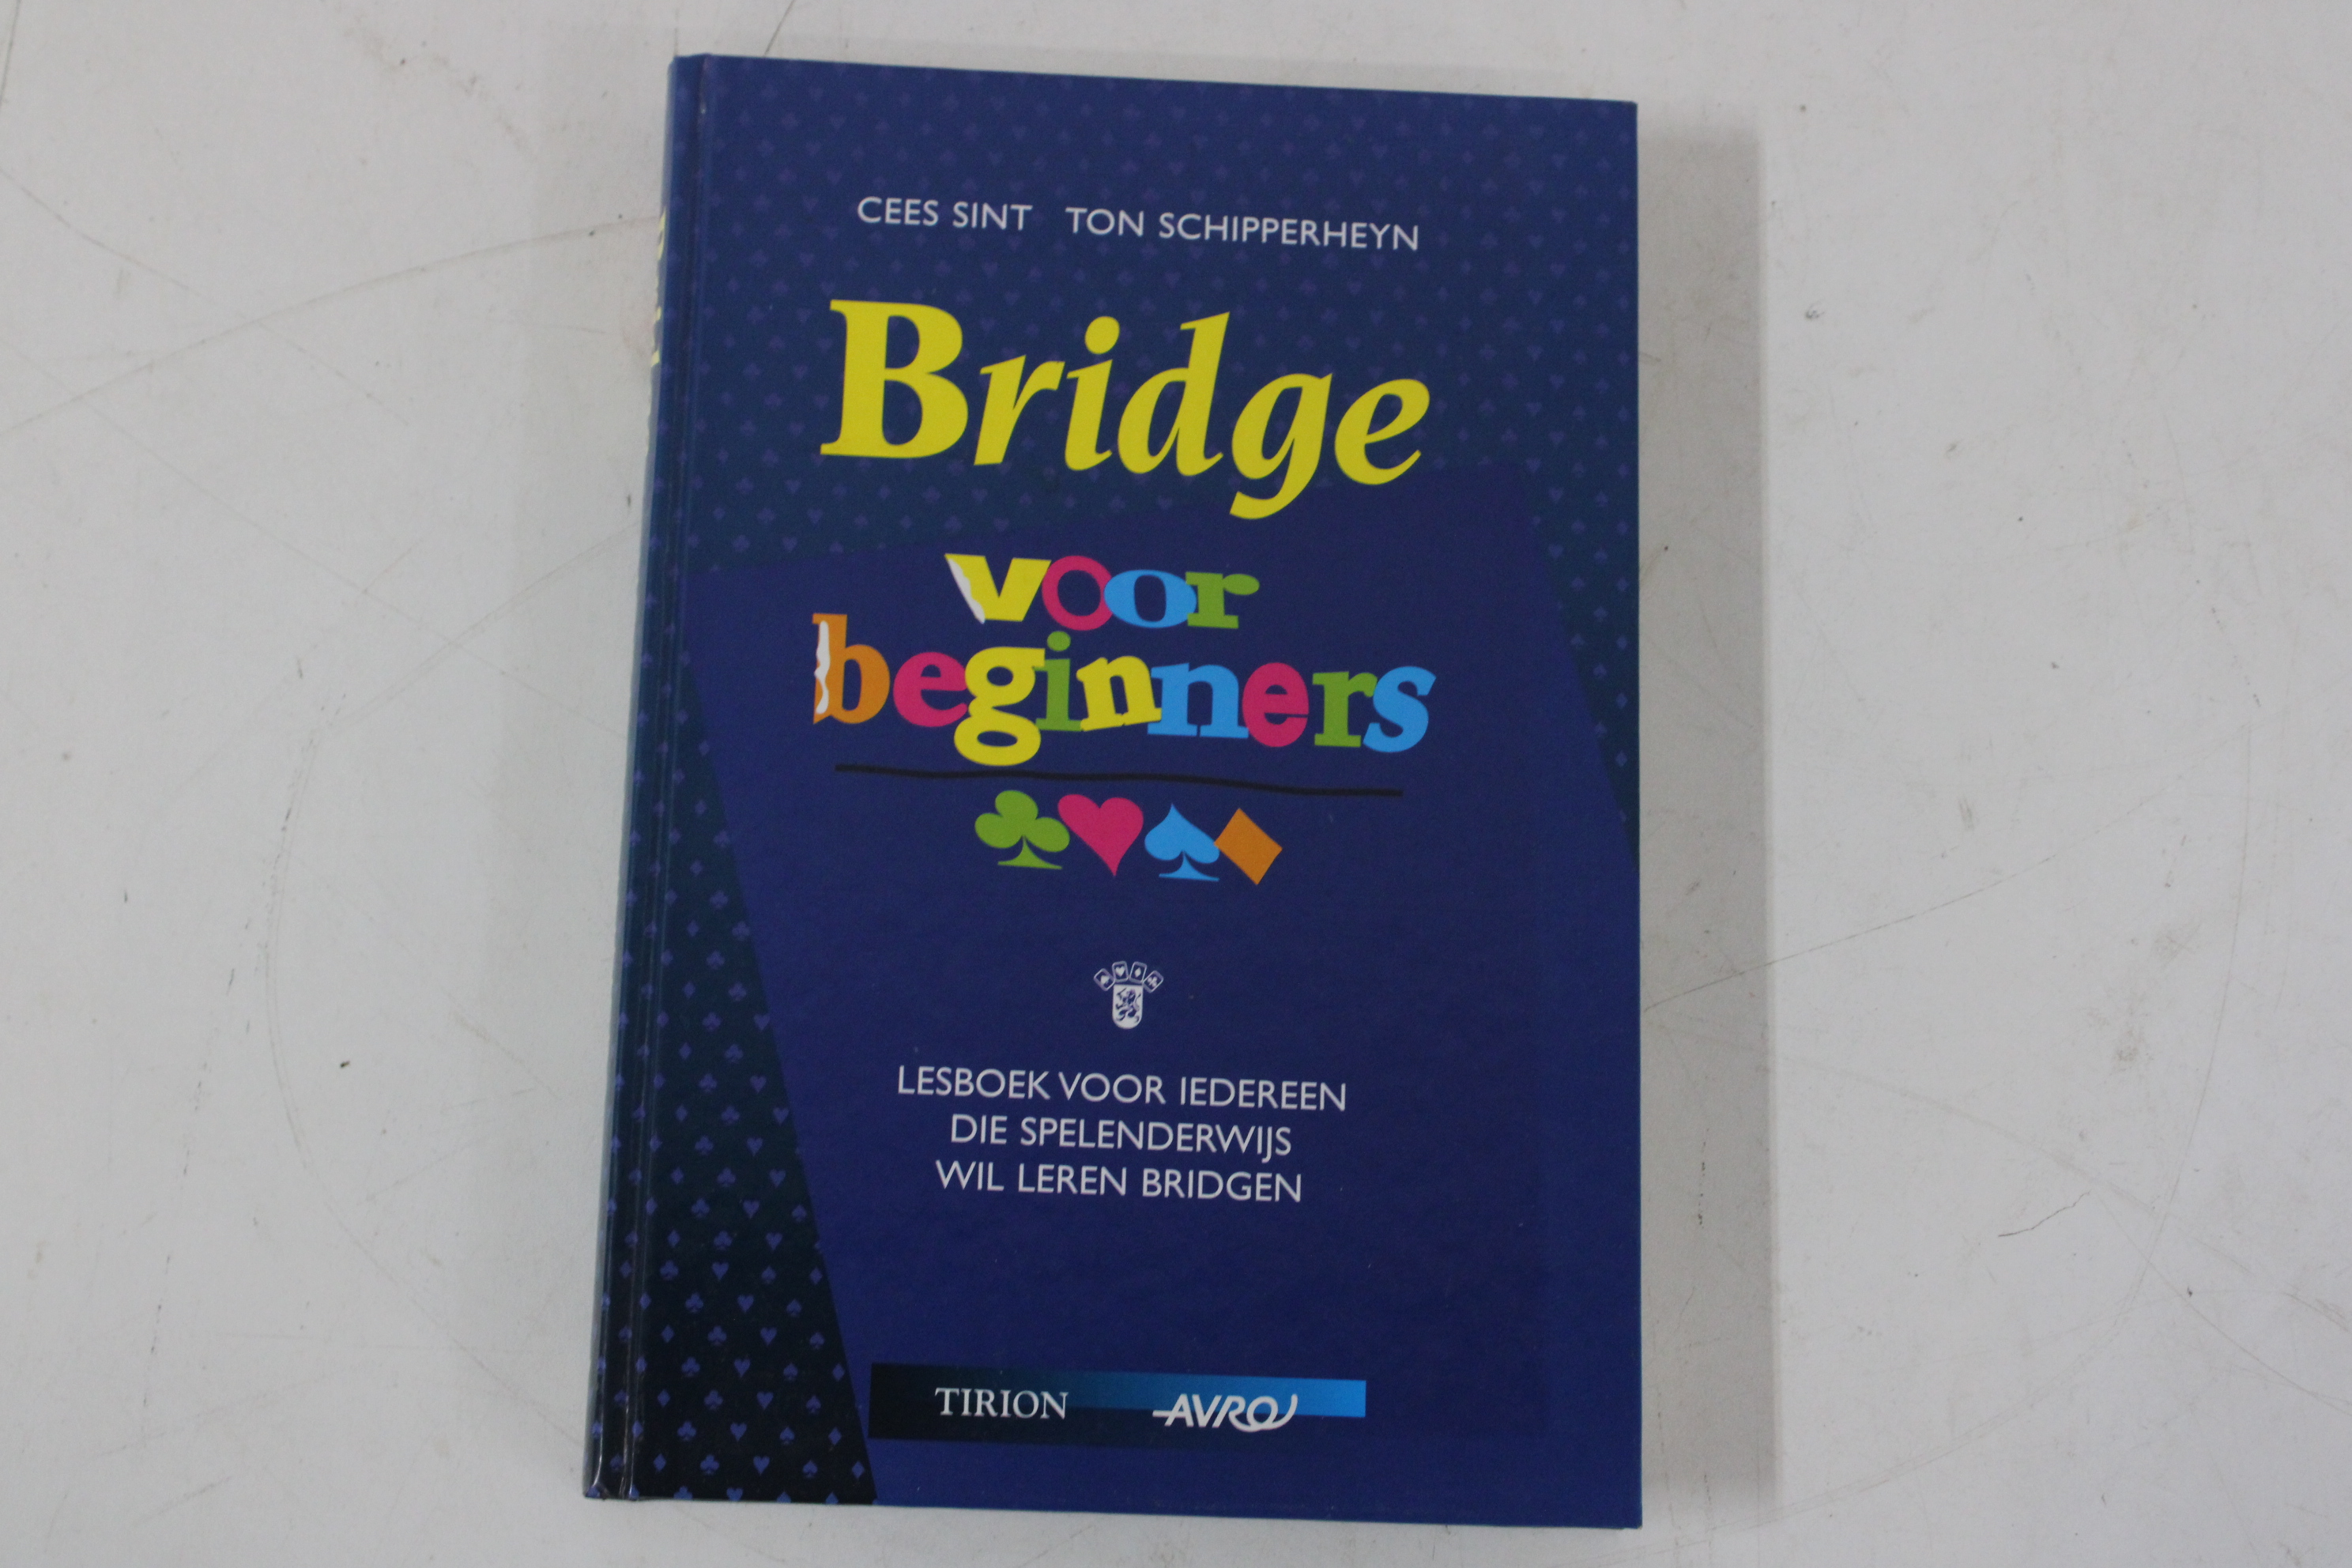 CEES SINT TON SCHIPPERHEYN
Bridge
voor
beginners
LESBOEK VOOR IEDEREEN
DIE SPELENDERWIJS
WIL LEREN BRIDGEN
TIRION AVRO